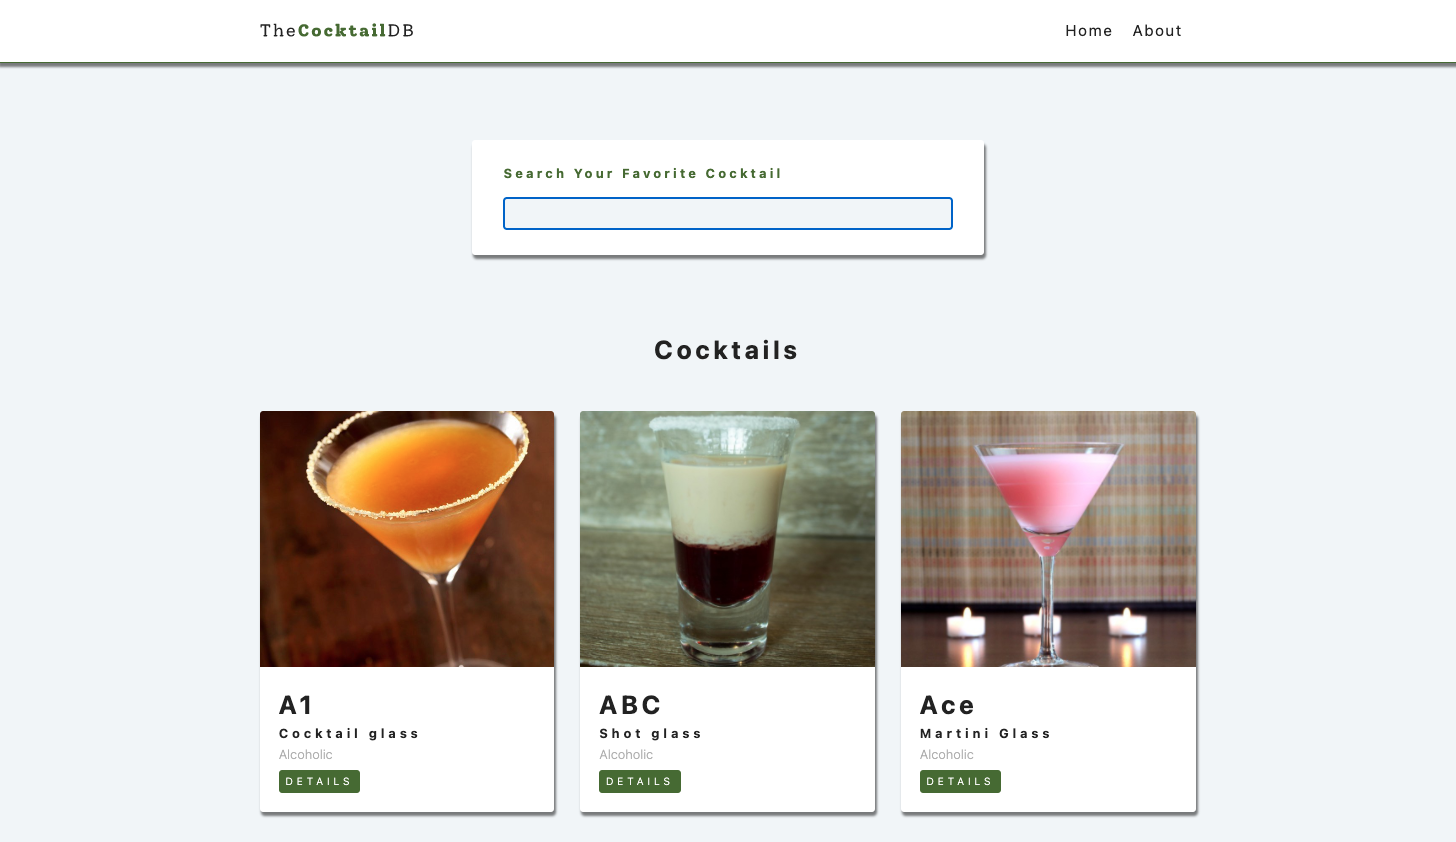 TheCocktailDB
Home
About
Search Your Favorite Cocktail
Cocktails
A1
Cocktail glass
Alcoholic
DETAILS
ABC
Shot glass
Alcoholic
DETAILS
Ace
Martini Glass
Alcoholic
DETAILS